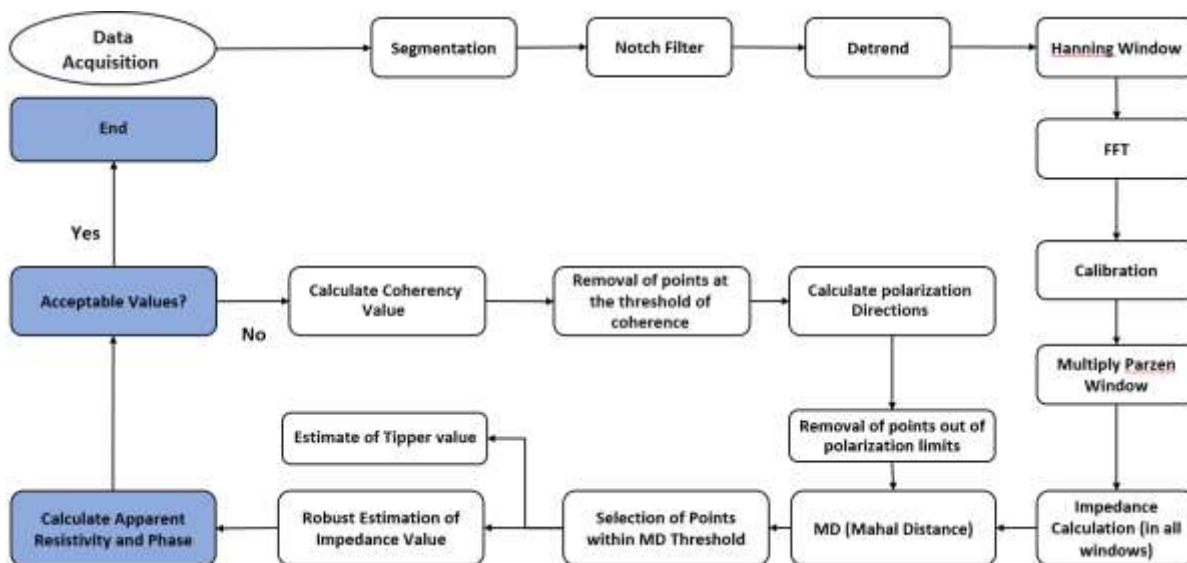 Data
Acquisition
Segmentation
Notch Filter
Detrend
Hanning Window
End
FFT
Yes
Calibration
Acceptable Values?
No
Calculate Coherency
Value
Removal of points at
the threshold of
coherence
Calculate polarization
Directions
Multiply Parzen
Window
Removal of points out of
polarization limits
Estimate of Tipper value
Calculate Apparent
Resistivity and Phase
Robust Estimation of
Impedance Value
Selection of Points
within MD Threshold
MD (Mahal Distance)
Impedance
Calculation (in all
windows)